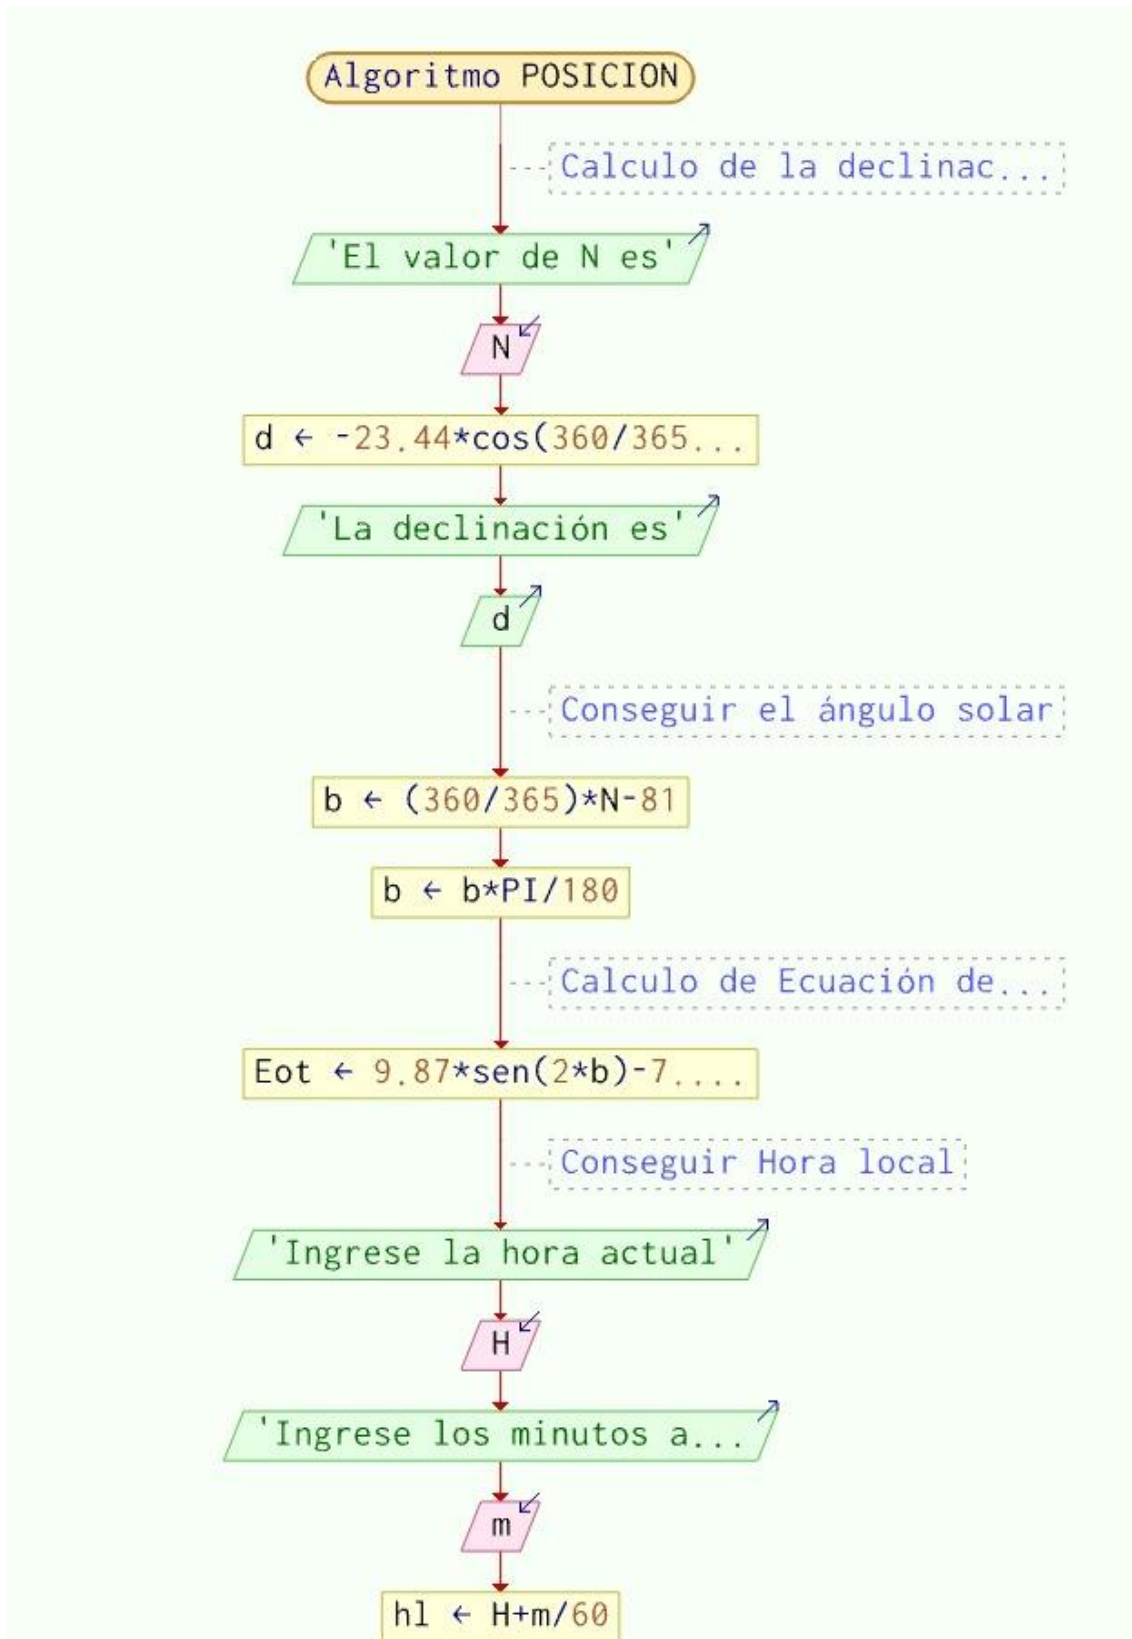 Algoritmo POSICION
Calculo de la declinac...
'El valor de N es'
N
d ← -23.44*cos(360/365...
'La declinación es'
d
Conseguir el ángulo solar
b ← (360/365)*N-81
b ← b*PI/180
Calculo de Ecuación de...
Eot ← 9.87*sen(2*b)-7....
Conseguir Hora local
'Ingrese la hora actual'
H
'Ingrese los minutos a...
m
hl ← H+m/60